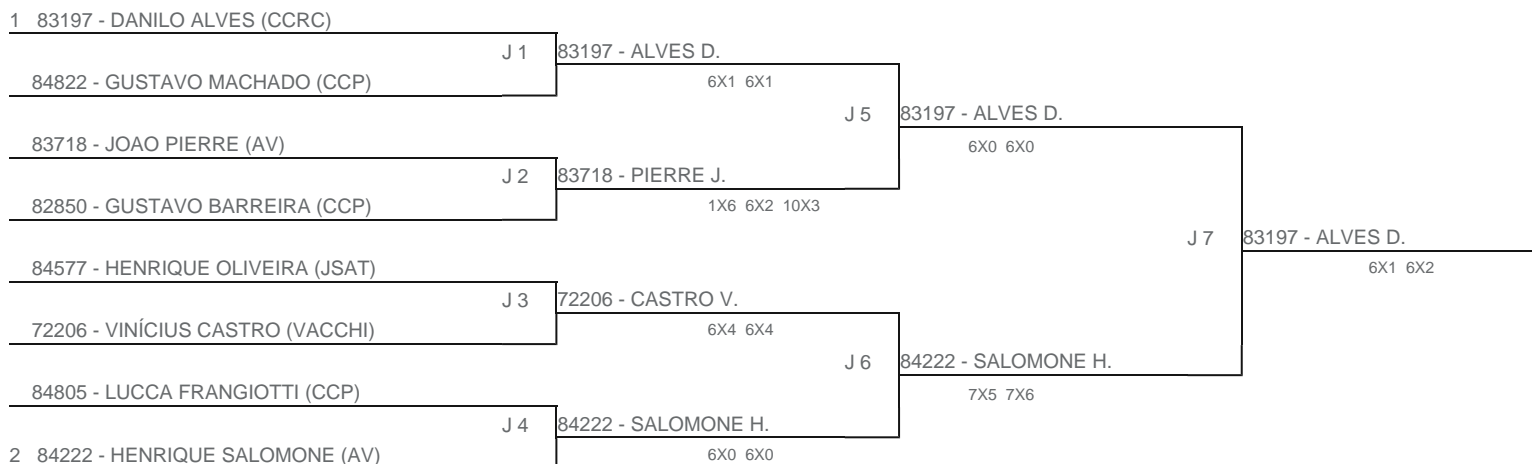 1 83197 - DANILO ALVES (CCRC)
J 1
83197 - ALVES D.
84822 - GUSTAVO MACHADO (CCP)
6X1 6X1
J 5
83197 - ALVES D.
83718 - JOAO PIERRE (AV)
6X0 6X0
J 2
83718 - PIERRE J.
82850 - GUSTAVO BARREIRA (CCP)
1X6 6X2 10X3
J 7
83197 - ALVES D.
84577 - HENRIQUE OLIVEIRA (JSAT)
6X1 6X2
J 3
72206 - CASTRO V.
72206 - VINÍCIUS CASTRO (VACCHI)
6X4 6X4
J 6
84222 - SALOMONE H.
84805 - LUCCA FRANGIOTTI (CCP)
7X5 7X6
J 4
84222 - SALOMONE H.
2 84222 - HENRIQUE SALOMONE (AV)
6X0 6X0